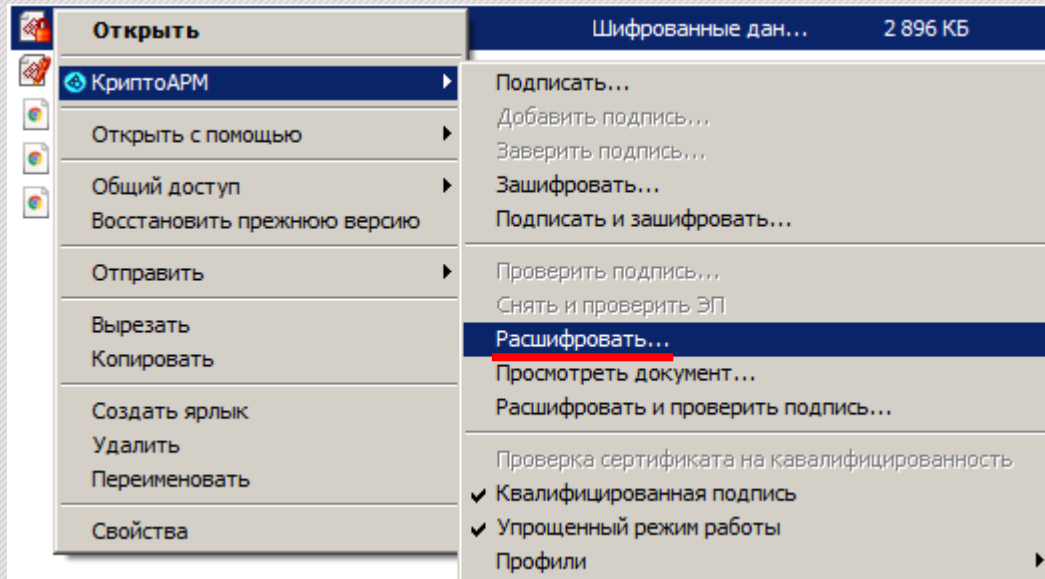 Открыть
Шифрованные дан... 2 896 КБ
КриптоАРМ
Открыть с помощью
Общий доступ
Восстановить прежнюю версию
Отправить
Вырезать
Копировать
Создать ярлык
Удалить
Переименовать
Свойства
Подписать...
Добавить подпись...
Заверить подпись...
Зашифровать...
Подписать и зашифровать...
Проверить подпись...
Снять и проверить ЭП
Расшифровать...
Просмотреть документ...
Расшифровать и проверить подпись...
Проверка сертификата на кавалифицированность
Квалифицированная подпись
Упрощенный режим работы
Профили